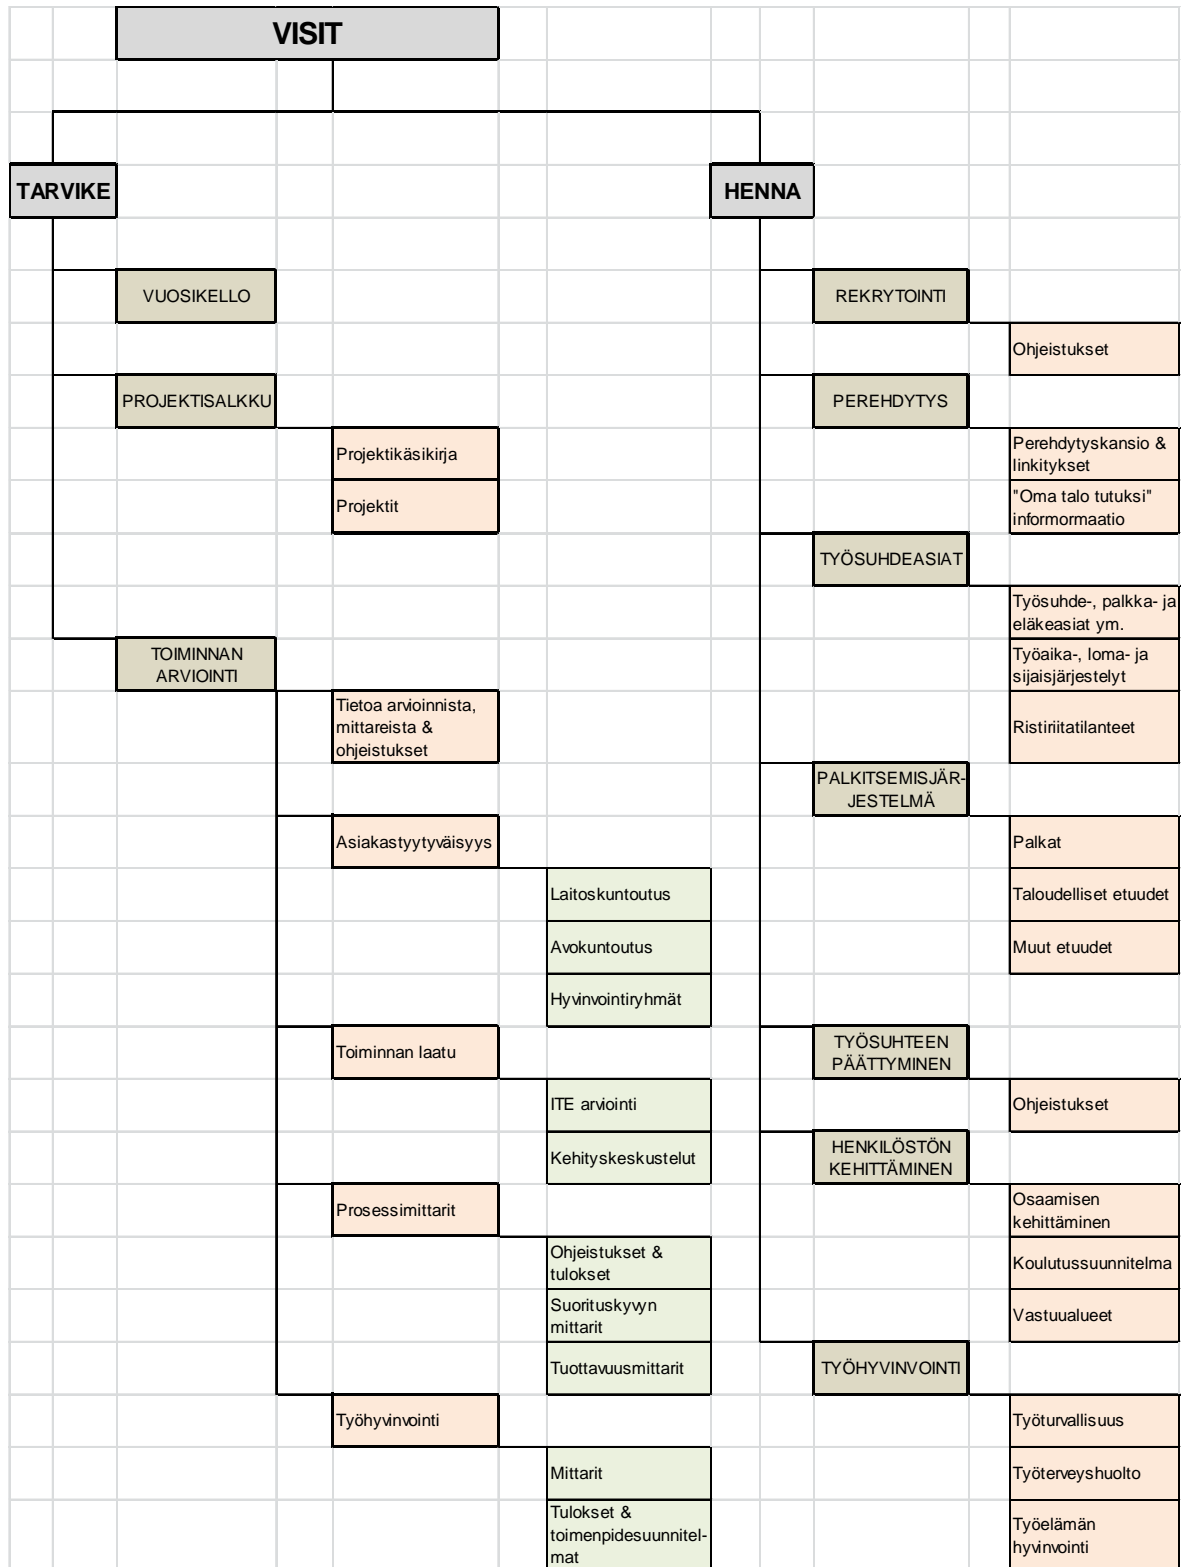 VISIT
TARVIKE
HENNA
VUOSIKELLO
PROJEKTISALKKU
Projektikäsikirja
Projektit
TOIMINNAN
ARVIOINTI
Tietoa arvioinnista,
mittareista &
ohjeistukset
Asiakastyytyväisyys
Laitoskuntoutus
Avokuntoutus
Hyvinvointiryhmät
Toiminnan laatu
ITE arviointi
Kehityskeskustelut
Prosessimittarit
Ohjeistukset &
tulokset
Suorituskyvyn
mittarit
Tuottavuusmittarit
Työhyvinvointi
Mittarit
Tulokset &
toimenpidesuunnitel-
mat
REKRYTOINTI
Ohjeistukset
PEREHDYTYS
Perehdytyskansio &
linkitykset
"Oma talo tutuksi"
informormaatio
TYÖSUHDEASIAT
Työsuhde-, palkka- ja
eläkeasiat ym.
Työaika-, loma- ja
sijaisjärjestelyt
Ristiriitatilanteet
PALKITSEMISJÄR-
JESTELMÄ
Palkat
Taloudelliset etuudet
Muut etuudet
TYÖSUHTEEN
PÄÄTTYMINEN
Ohjeistukset
HENKILÖSTÖN
KEHITTÄMINEN
Osaamisen
kehittäminen
Koulutussuunnitelma
Vastuualueet
TYÖHYVINVOINTI
Työturvallisuus
Työterveyshuolto
Työelämän
hyvinvointi